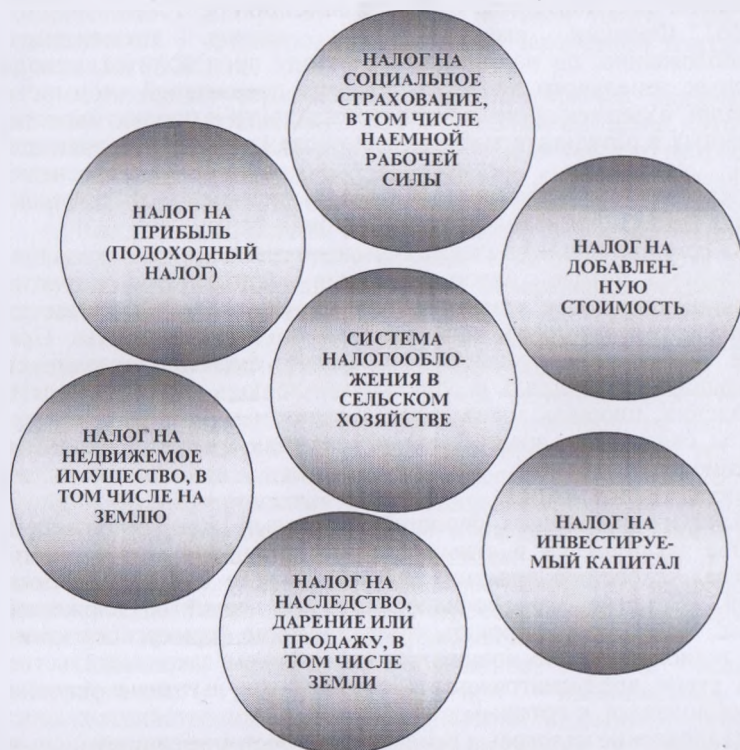 НАЛОГ НА
СОЦИАЛЬНОЕ
СТРАХОВАНИЕ,
В ТОМ ЧИСЛЕ
НАЕМНОЙ
РАБОЧЕЙ
СИЛЫ
НАЛОГ НА
ПРИБЫЛЬ
(ПОДОХОДНЫЙ
НАЛОГ)
НАЛОГ НА
ДОБАВЛЕН-
НУЮ
СТОИМОСТЬ
СИСТЕМА
НАЛОГООБЛО-
ЖЕНИЯ В
СЕЛЬСКОМ
ХОЗЯЙСТВЕ
НАЛОГ НА
НЕДВИЖЕМОЕ
ИМУЩЕСТВО, В
ТОМ ЧИСЛЕ НА
ЗЕМЛЮ
НАЛОГ НА
ИНВЕСТИРУЕ-
МЫЙ КАПИТАЛ
НАЛОГ НА
НАСЛЕДСТВО,
ДАРЕНИЕ ИЛИ
ПРОДАЖУ, В
ТОМ ЧИСЛЕ
ЗЕМЛИ